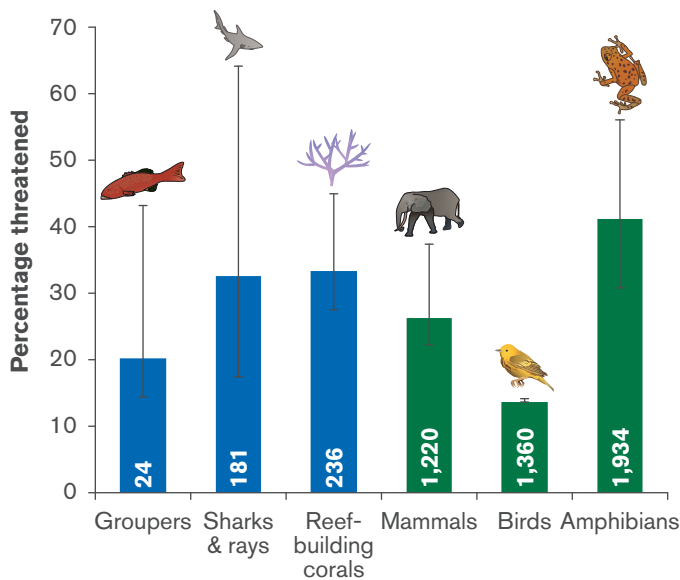 Percentage threatened
70
60
50
40
30
20
10
0
24
181
236
1,220
1,360
1,934
Groupers
Sharks
& rays
Reef-
building
corals
Mammals
Birds
Amphibians